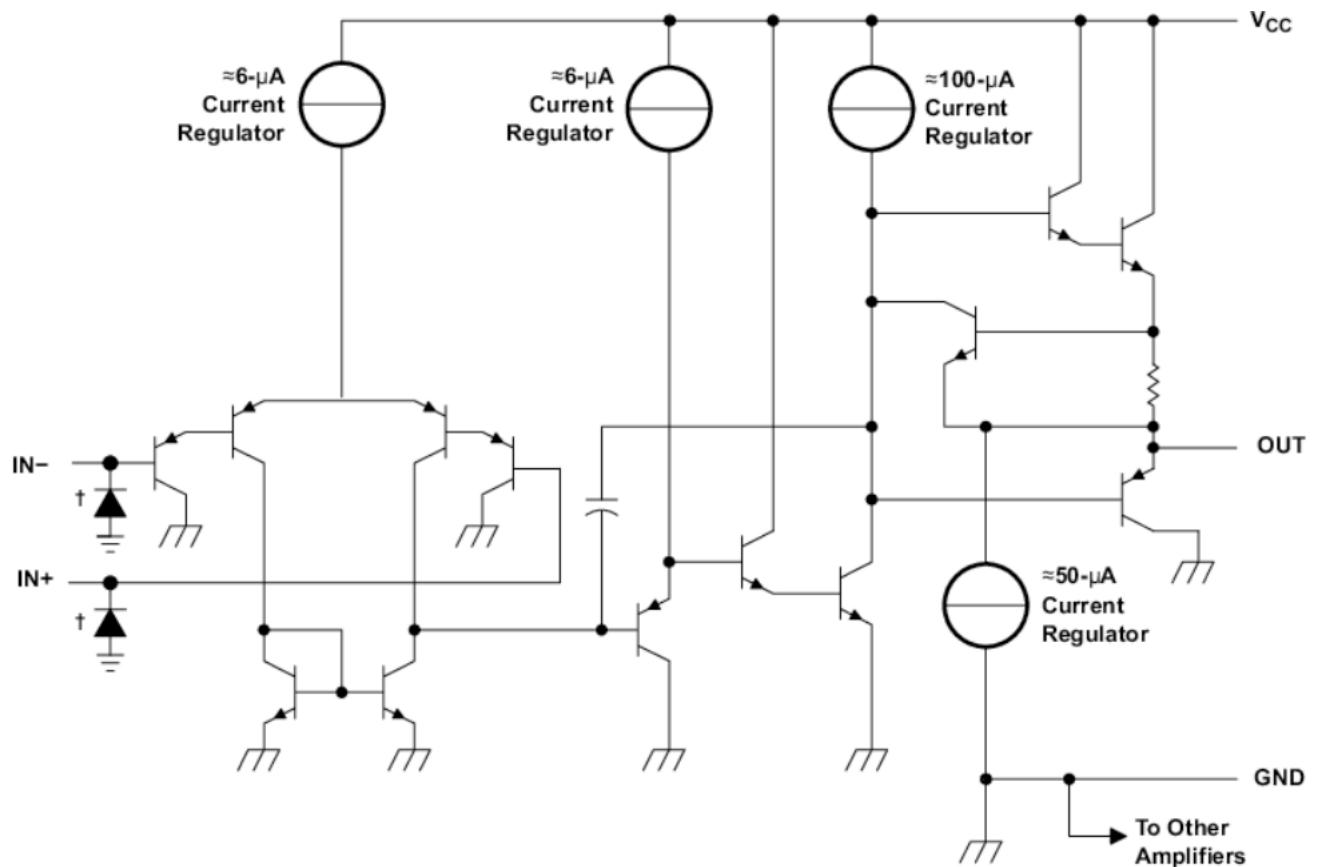 VCC
≈6-µA
Current
Regulator
≈6-µA
Current
Regulator
≈100-µA
Current
Regulator
IN−
†
OUT
IN+
†
≈50-µA
Current
Regulator
GND
To Other
Amplifiers